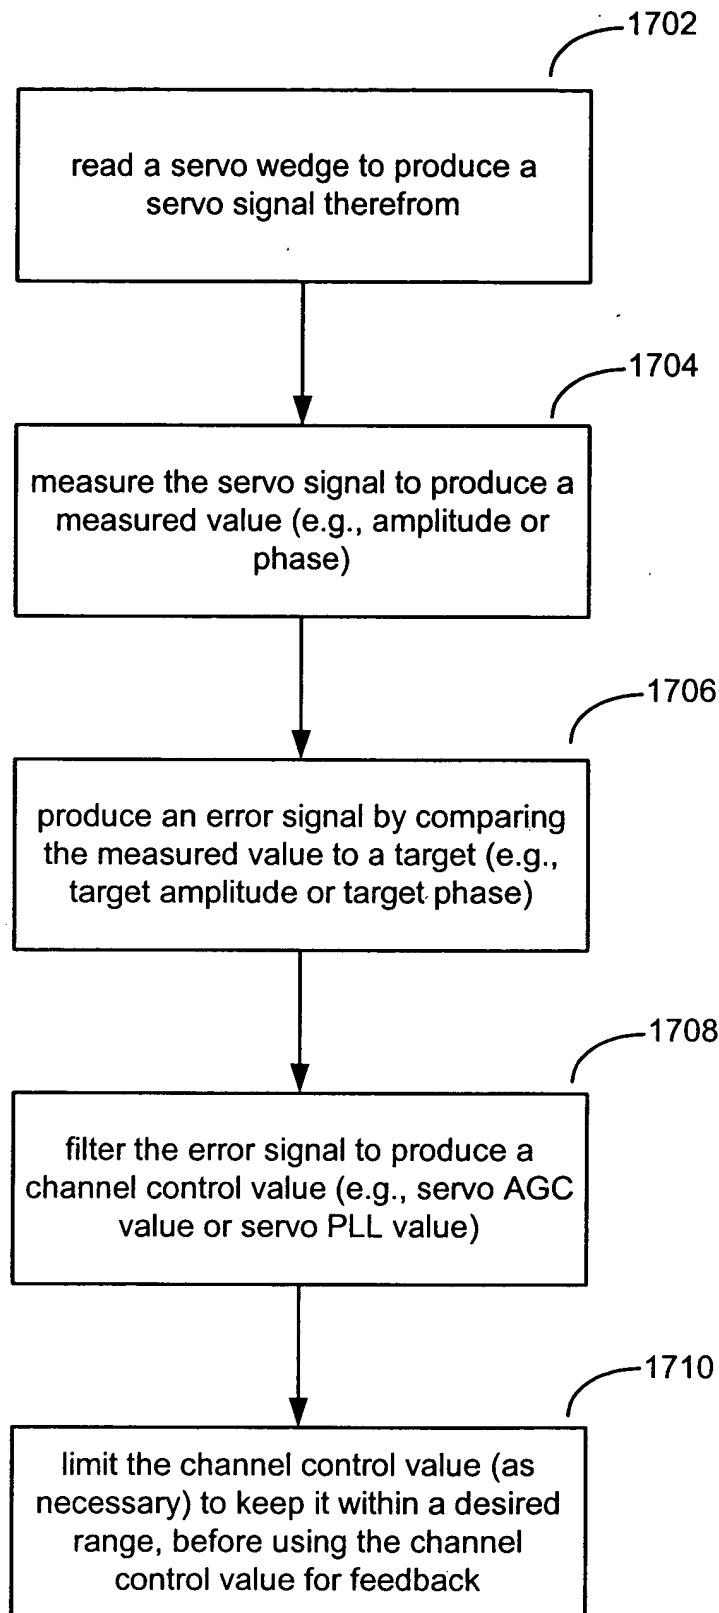 1702
read a servo wedge to produce a
servo signal therefrom
1704
measure the servo signal to produce a
measured value (e.g., amplitude or
phase)
1706
produce an error signal by comparing
the measured value to a target (e.g.,
target amplitude or target phase)
1708
filter the error signal to produce a
channel control value (e.g., servo AGC
value or servo PLL value)
1710
limit the channel control value (as
necessary) to keep it within a desired
range, before using the channel
control value for feedback